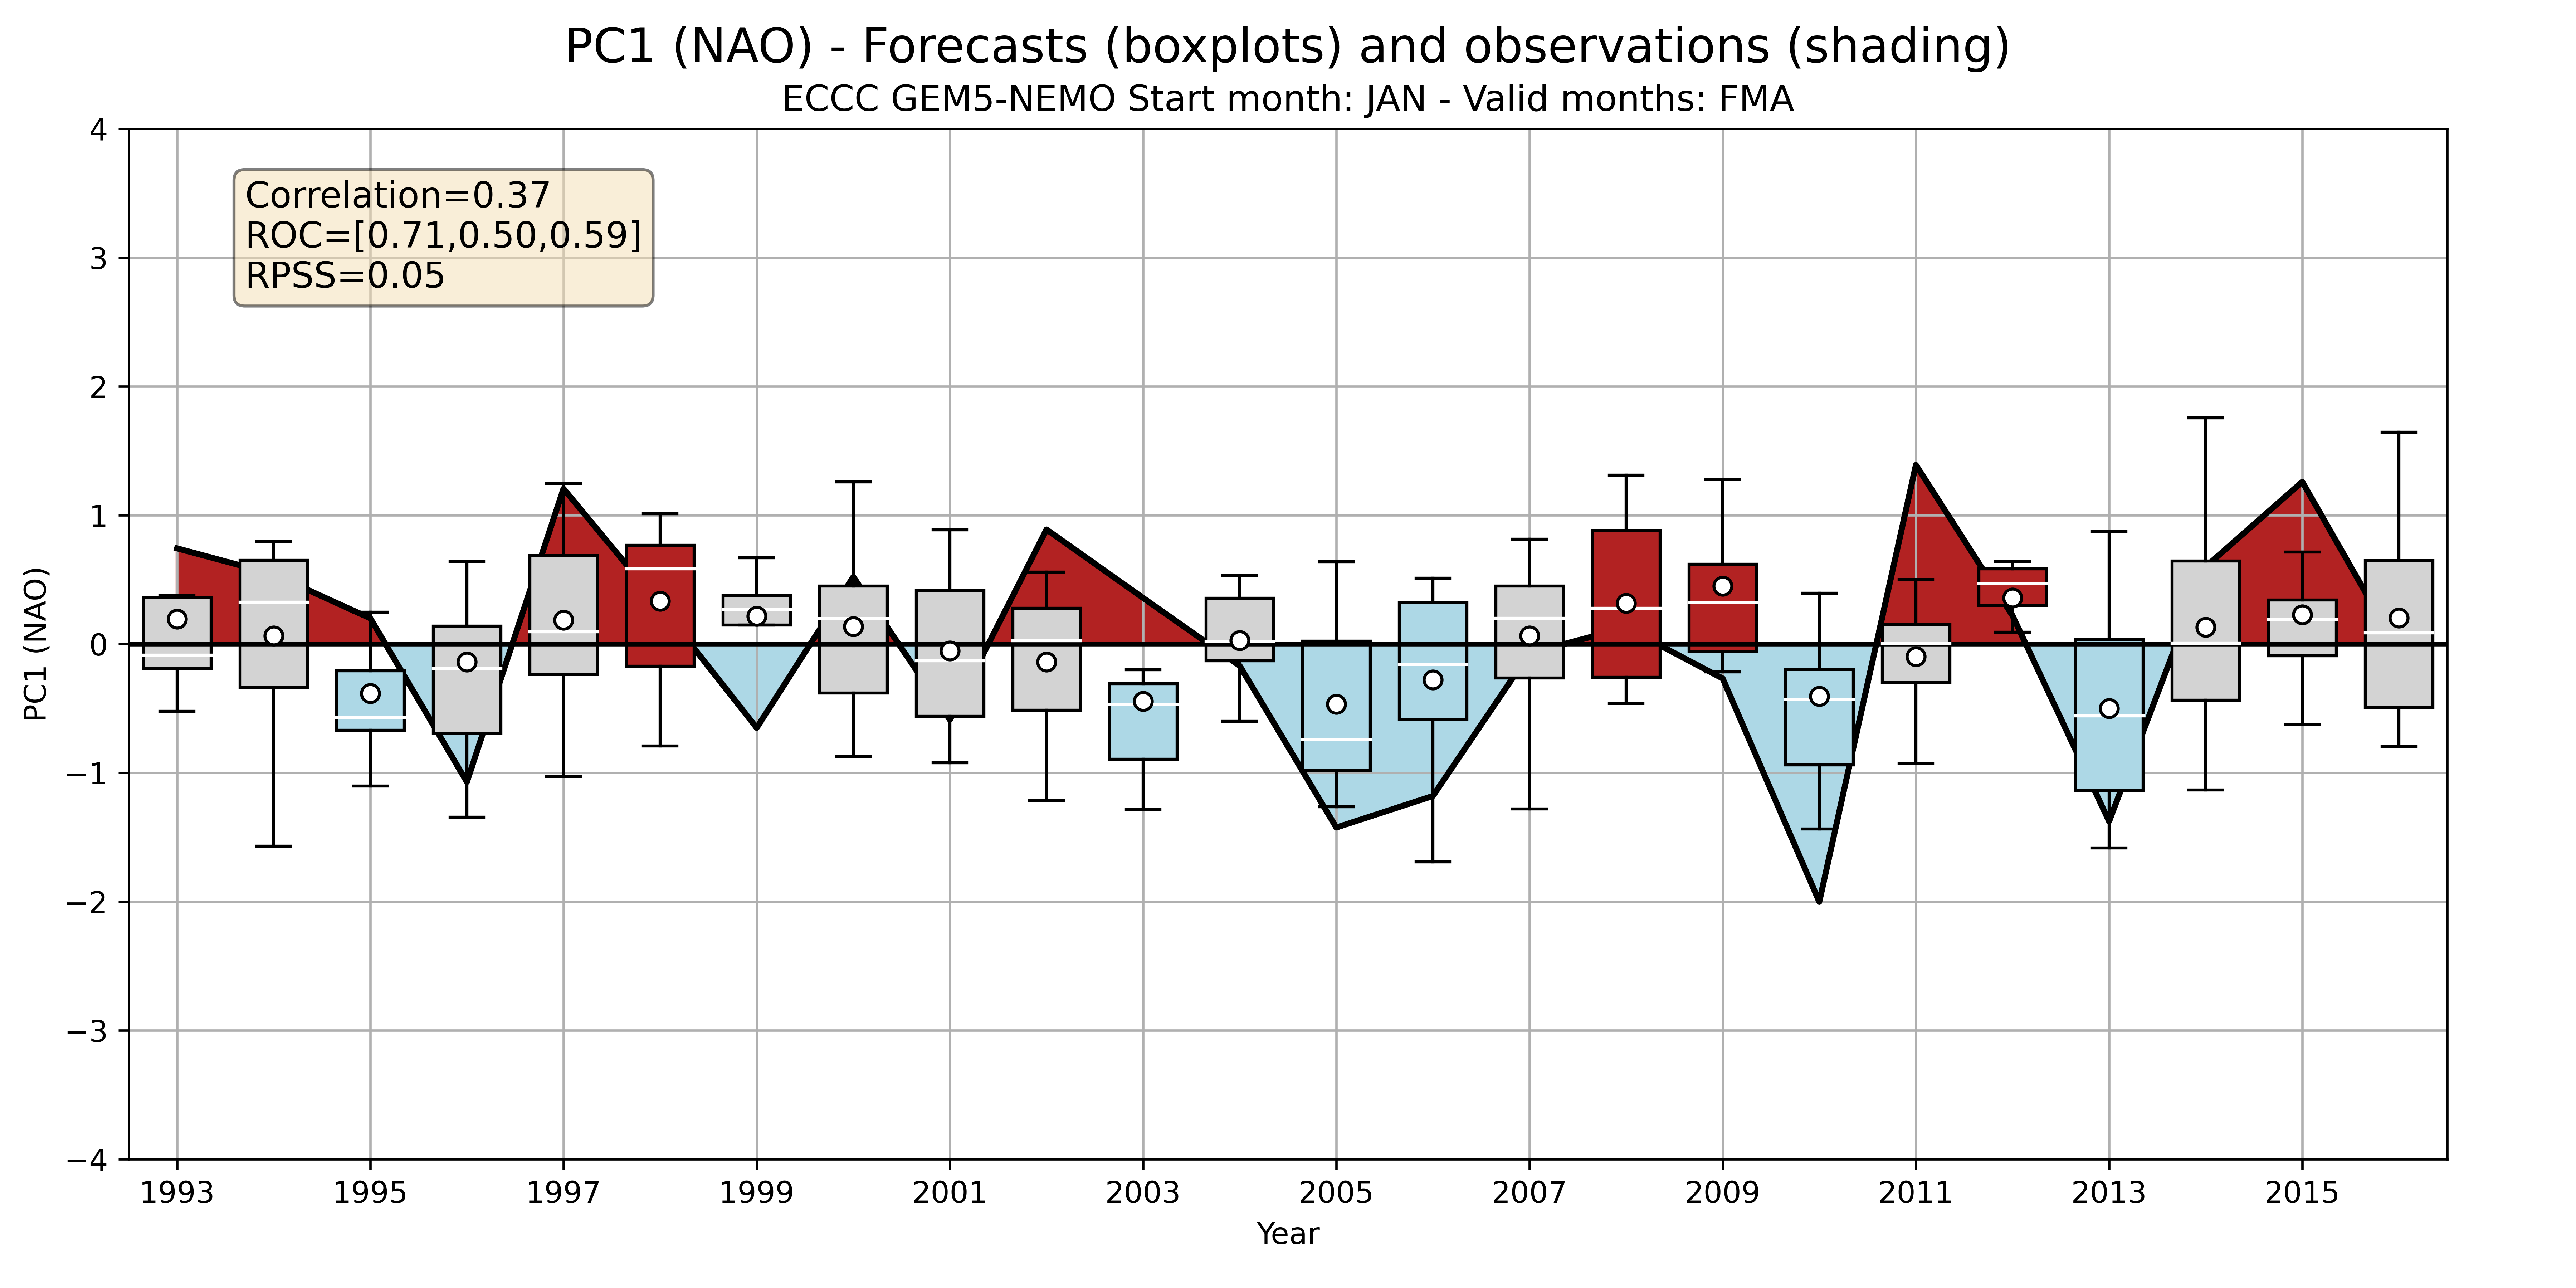 PC1 (NAO) - Forecasts (boxplots) and observations (shading)
ECCC GEM5-NEMO Start month: JAN - Valid months: FMA
Correlation=0.37
ROC=[0.71,0.50,0.59]
RPSS=0.05
PC1 (NAO)
4
3
2
1
0
−1
−2
−3
−4
1993 1995 1997 1999 2001 2003 2005 2007 2009 2011 2013 2015
Year